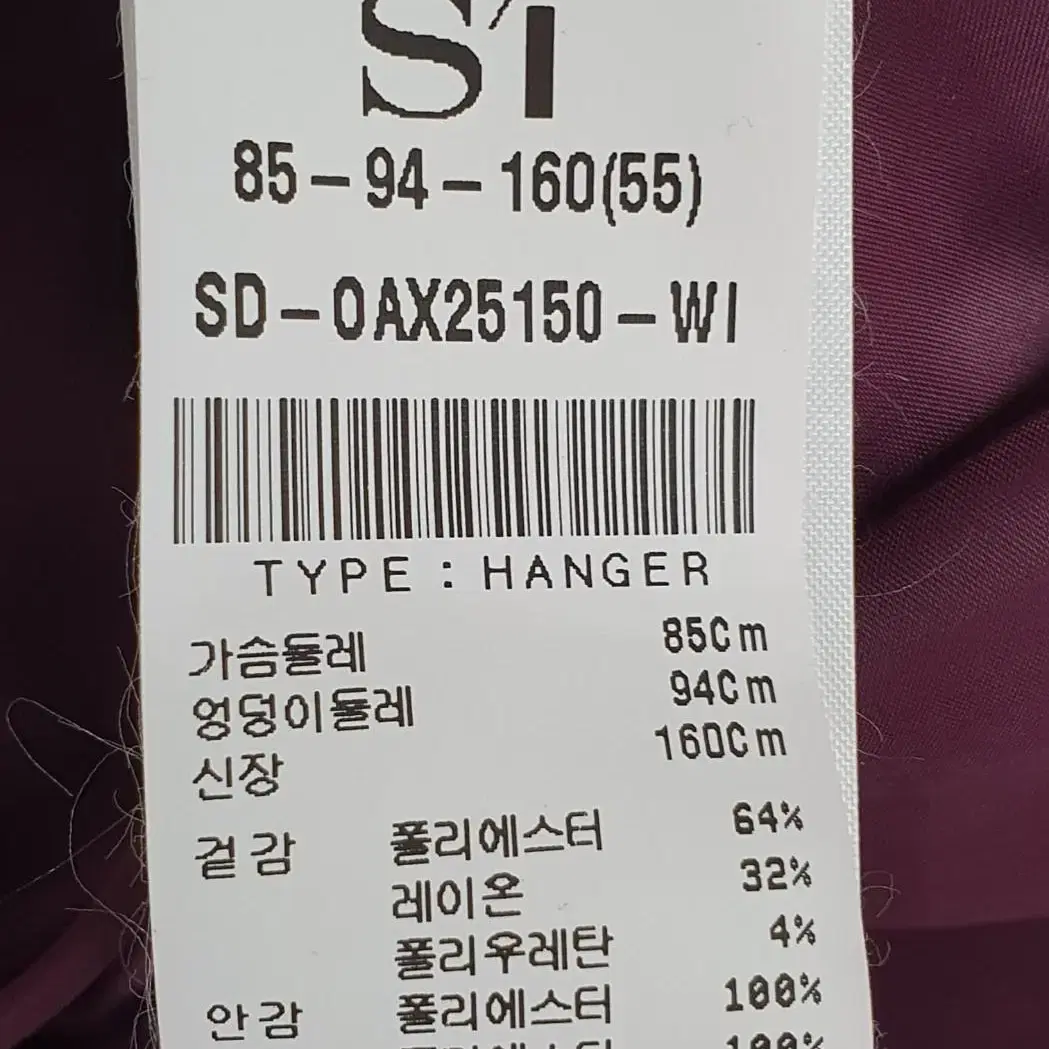 S'i
85-94-160(55)
SD-0AX25150-WI
TYPE : HANGER
가슴둘레 85Cm
엉덩이둘레 94Cm
신장 160Cm
겉감 폴리에스터 64%
레이온 32%
폴리우레탄 4%
안감 폴리에스터 100%